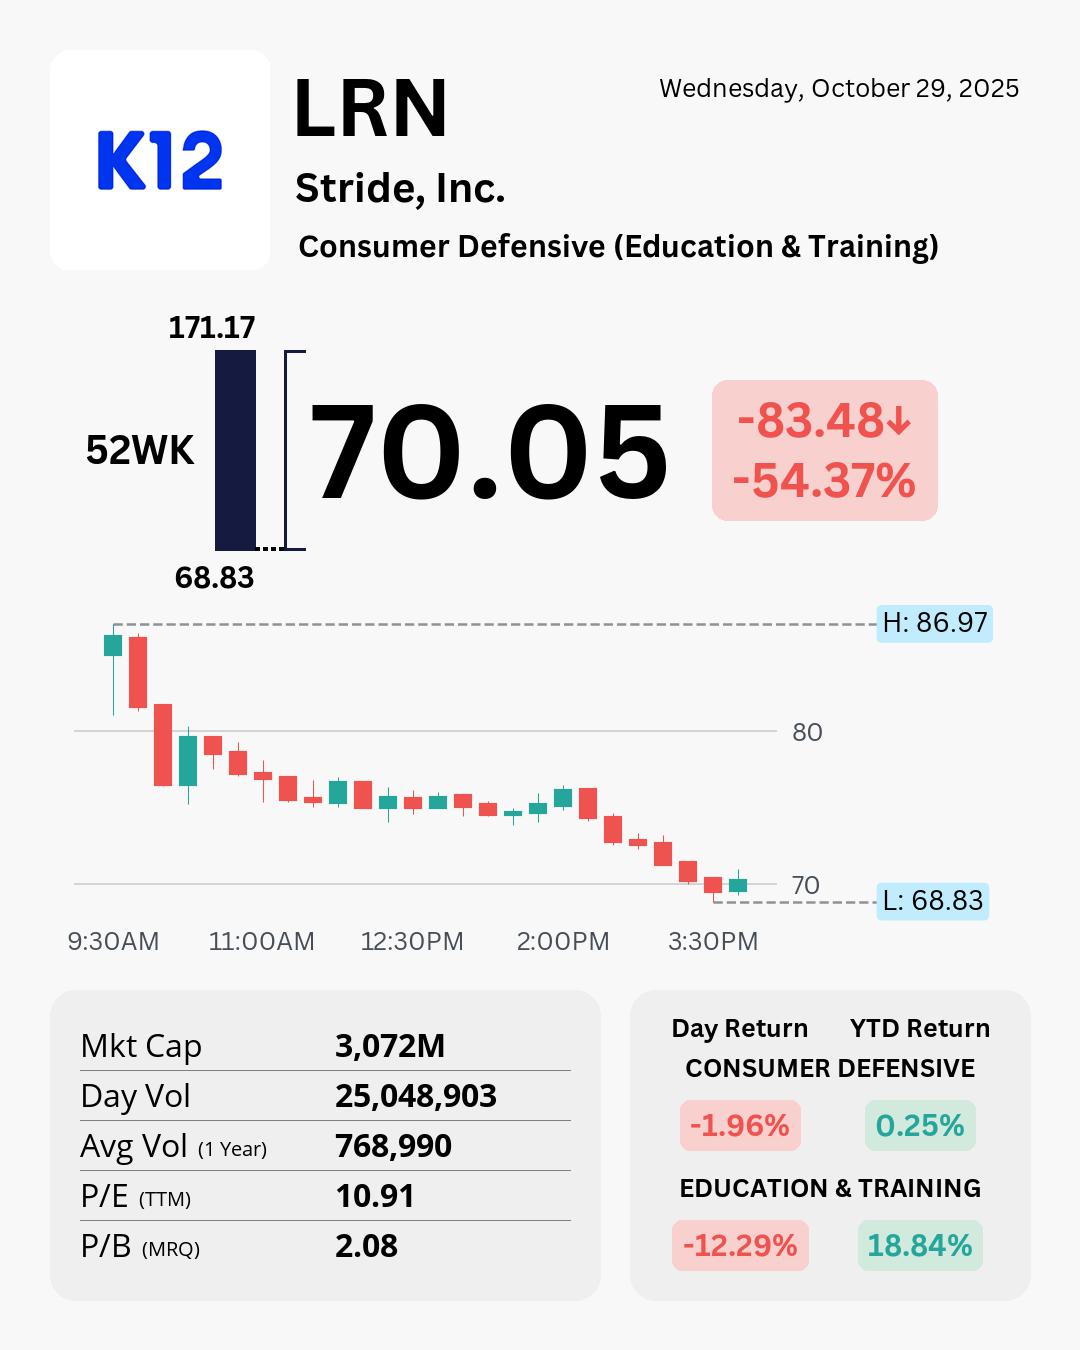 K12
LRN
Wednesday, October 29, 2025
Stride, Inc.
Consumer Defensive (Education & Training)
171.17
52WK
68.83
70.05
-83.48↓
-54.37%
H: 86.97
80
70
L: 68.83
9:30AM 11:00AM 12:30PM 2:00PM 3:30PM
Mkt Cap 3,072M
Day Vol 25,048,903
Avg Vol (1 Year) 768,990
P/E (TTM) 10.91
P/B (MRQ) 2.08
Day Return YTD Return
CONSUMER DEFENSIVE
-1.96% 0.25%
EDUCATION & TRAINING
-12.29% 18.84%